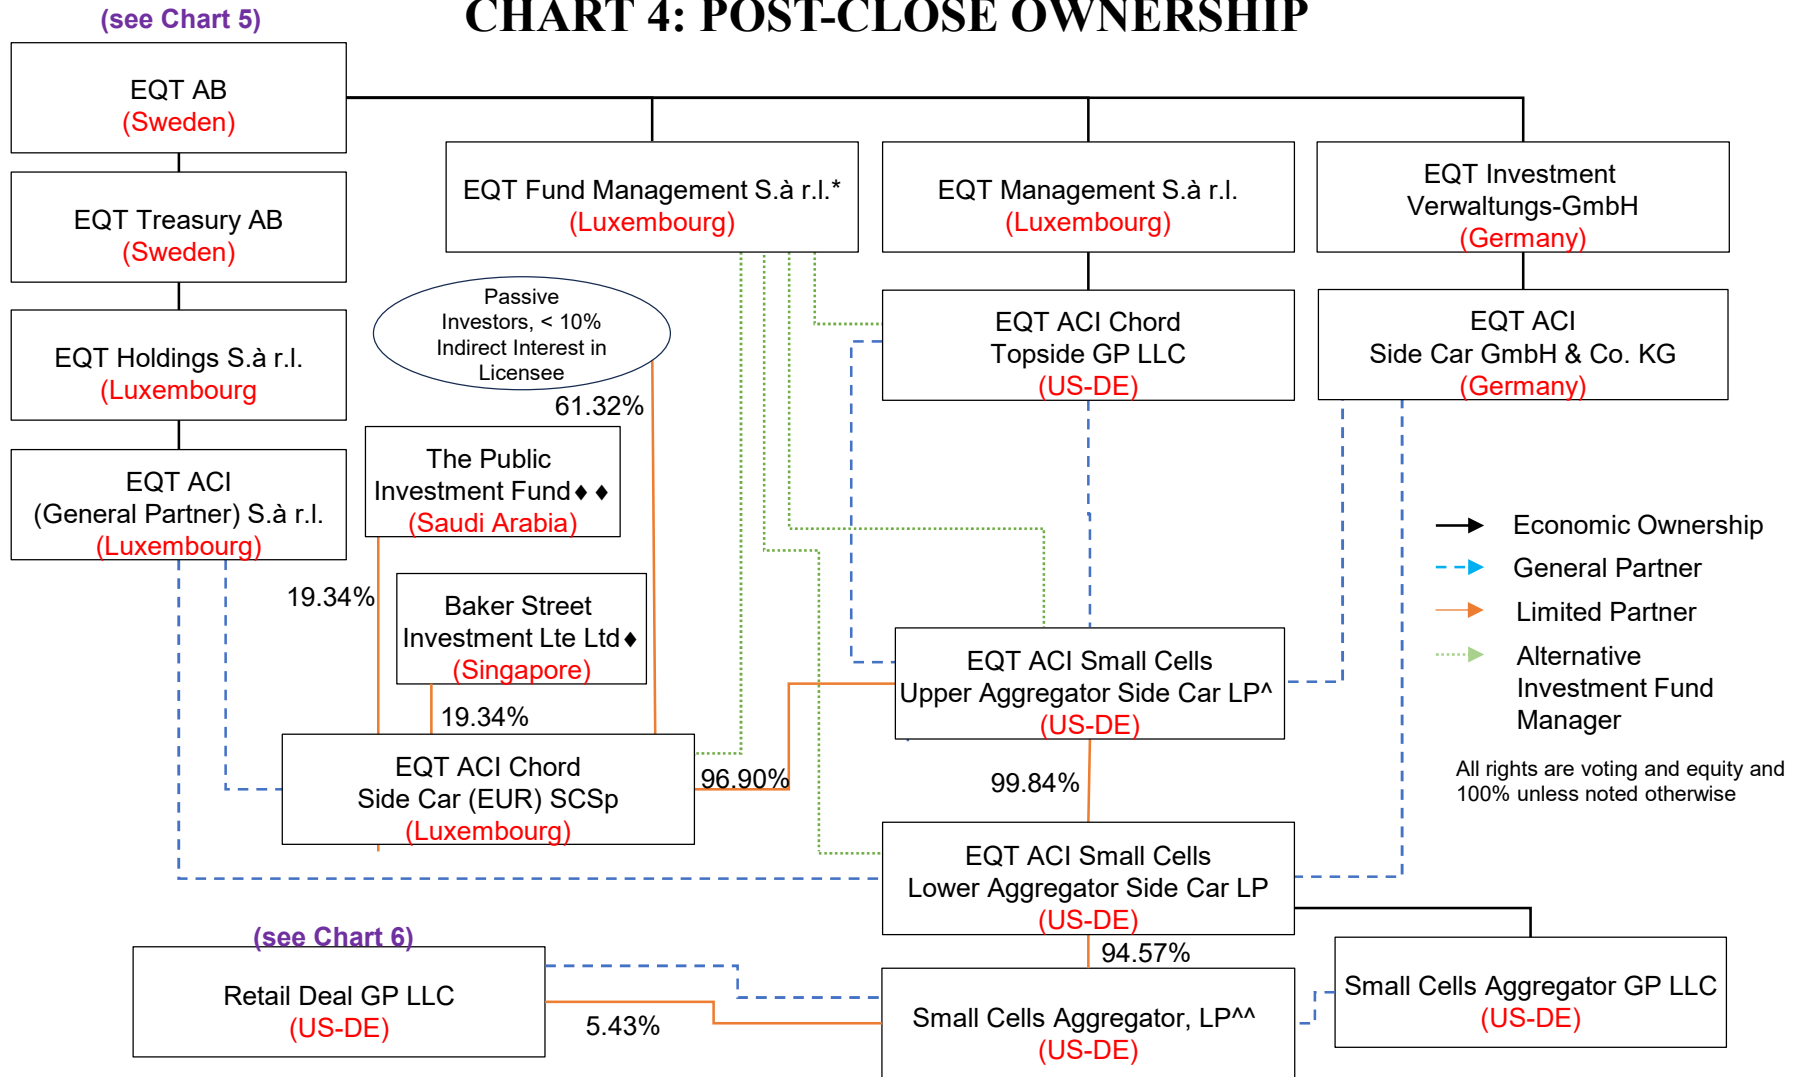 (see Chart 5)
CHART 4: POST-CLOSE OWNERSHIP
EQT AB
(Sweden)
EQT Treasury AB
(Sweden)
EQT Holdings S.à r.l.
(Luxembourg
EQT ACI
(General Partner) S.à r.l.
(Luxembourg)
EQT Fund Management S.à r.l.*
(Luxembourg)
EQT Management S.à r.l.
(Luxembourg)
EQT Investment
Verwaltungs-GmbH
(Germany)
Passive
Investors, < 10%
Indirect Interest in
Licensee
61.32%
EQT ACI Chord
Topside GP LLC
(US-DE)
EQT ACI
Side Car GmbH & Co. KG
(Germany)
The Public
Investment Fund♦♦
(Saudi Arabia)
19.34%
Baker Street
Investment Lte Ltd♦
(Singapore)
19.34%
Economic Ownership
General Partner
Limited Partner
Alternative
Investment Fund
Manager
All rights are voting and equity and
100% unless noted otherwise
EQT ACI Small Cells
Upper Aggregator Side Car LP^
(US-DE)
EQT ACI Chord
Side Car (EUR) SCSp
(Luxembourg)
96.90%
99.84%
EQT ACI Small Cells
Lower Aggregator Side Car LP
(US-DE)
94.57%
(see Chart 6)
Retail Deal GP LLC
(US-DE)
5.43%
Small Cells Aggregator, LP^^
(US-DE)
Small Cells Aggregator GP LLC
(US-DE)